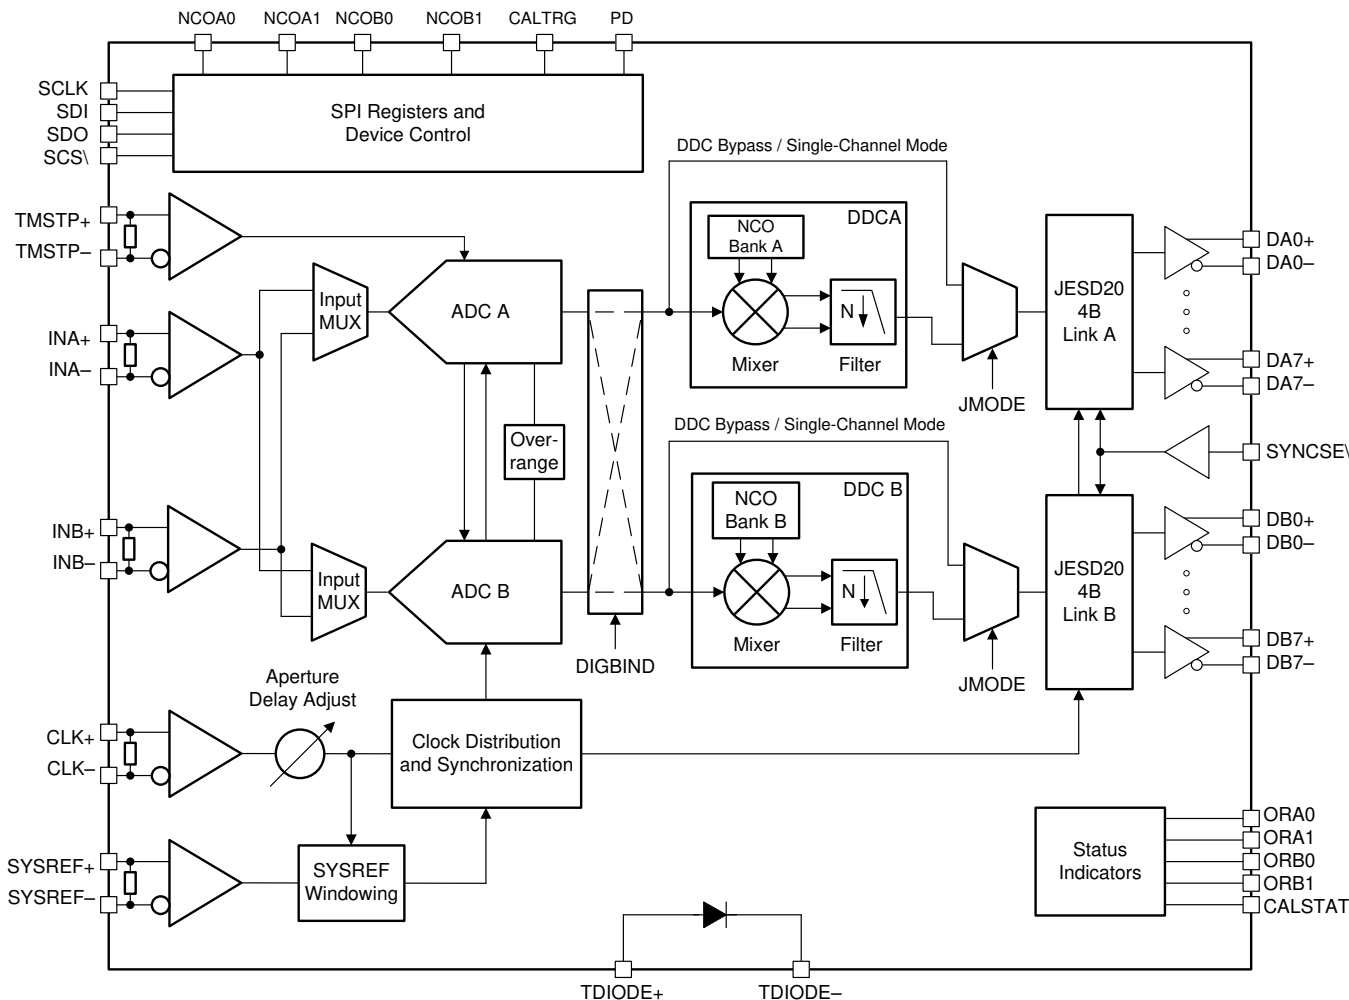 NCOA0 NCOA1 NCOB0 NCOB1 CALTRG PD
SCLK
SDI
SDO
SCS\
SPI Registers and
Device Control
DDC Bypass / Single-Channel Mode
TMSTP+
TMSTP–
INA+
INA–
Input
MUX
ADC A
DDCA
NCO
Bank A
Mixer
N
Filter
JMODE
JESD20
4B
Link A
DA0+
DA0–
DA7+
DA7–
Over-
range
SYNCSE\
DDC Bypass / Single-Channel Mode
INB+
INB–
Input
MUX
ADC B
DIGBIND
DDC B
NCO
Bank B
Mixer
N
Filter
JMODE
JESD20
4B
Link B
DB0+
DB0–
DB7+
DB7–
Aperture
Delay Adjust
CLK+
CLK–
Clock Distribution
and Synchronization
SYSREF+
SYSREF–
SYSREF
Windowing
Status
Indicators
ORA0
ORA1
ORB0
ORB1
CALSTAT
TDIODE+ TDIODE–